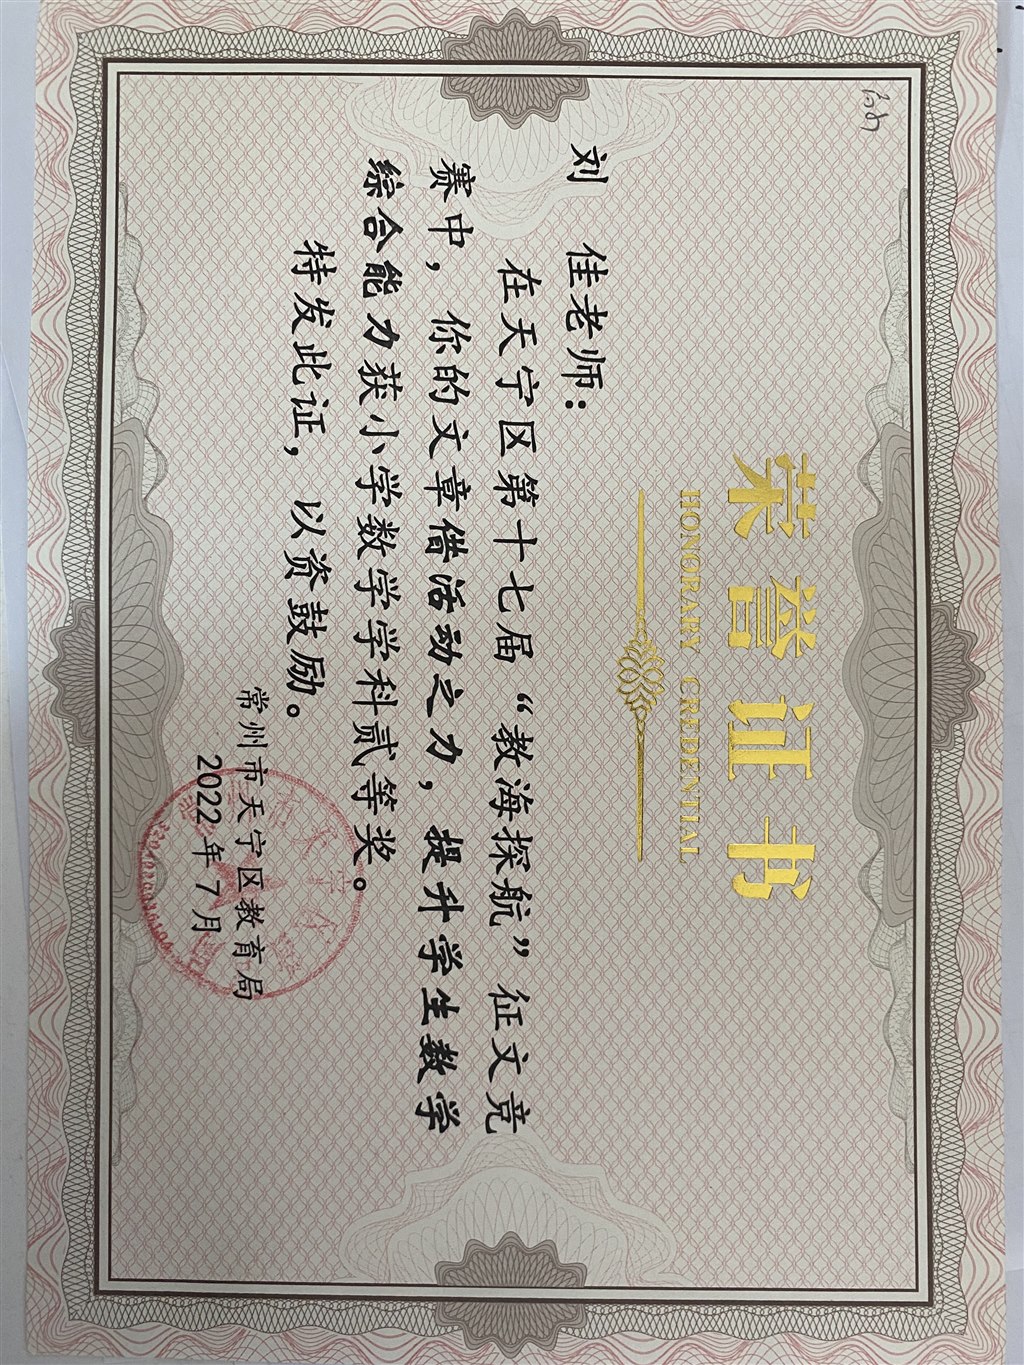 荣誉证书
HONORARY CREDENTIAL
刘 佳老师：
在天宁区第十七届“教海探航”征文竞
赛中，你的文章借活动之力，提升学生数学
综合能力获小学数学学科贰等奖。
特发此证，以资鼓励。
常州市天宁区教育局
2022 年 7 月